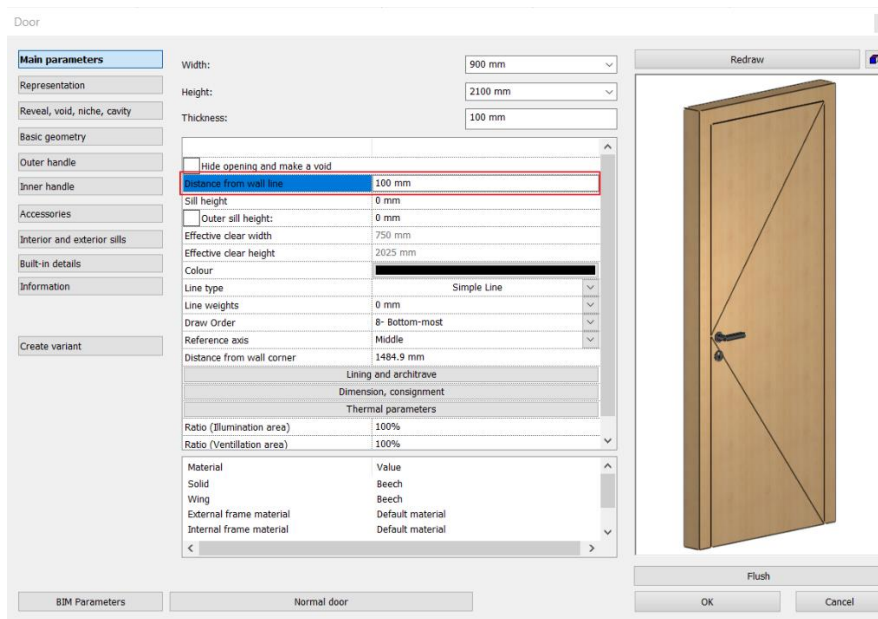 Door
Main parameters
Representation
Reveal, void, niche, cavity
Basic geometry
Outer handle
Inner handle
Accessories
Interior and exterior sills
Built-in details
Information
Create variant
BIM Parameters
Width: 900 mm
Height: 2100 mm
Thickness: 100 mm
Hide opening and make a void
Distance from wall line 100 mm
Sill height 0 mm
Outer sill height: 0 mm
Effective clear width 750 mm
Effective clear height 2025 mm
Colour
Line type Simple Line
Line weights 0 mm
Draw Order 8- Bottom-most
Reference axis Middle
Distance from wall corner 1484.9 mm
Lining and architrave
Dimension, consignment
Thermal parameters
Ratio (Illumination area) 100%
Ratio (Ventillation area) 100%
Material Value
Solid Beech
Wing Beech
External frame material Default material
Internal frame material Default material
Normal door
Redraw
Flush
OK Cancel